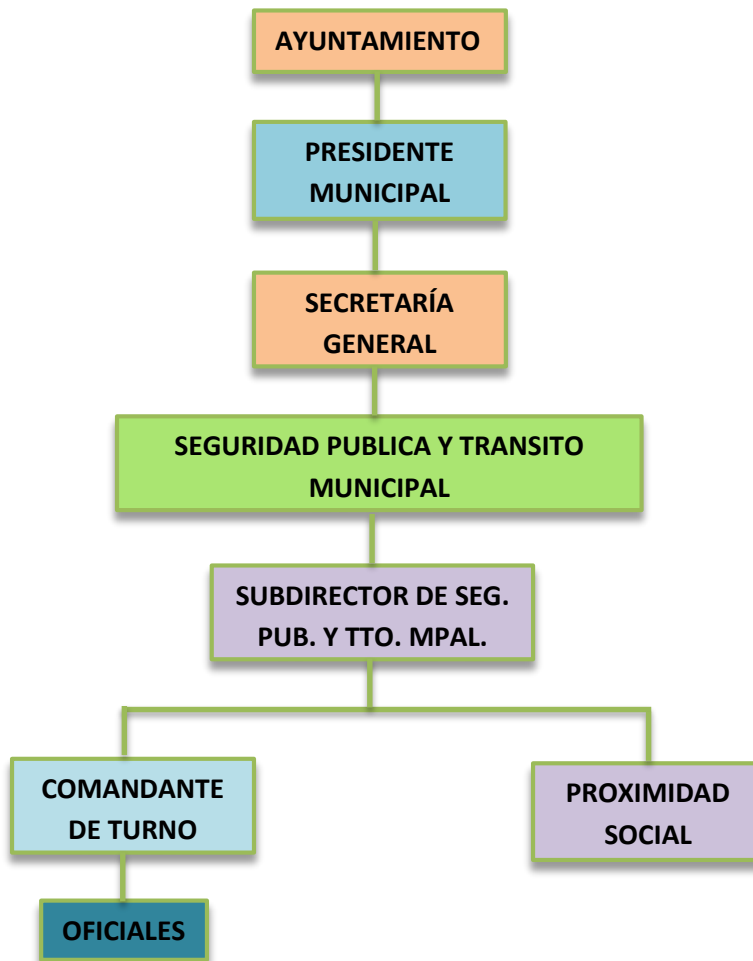 AYUNTAMIENTO
PRESIDENTE
MUNICIPAL
SECRETARÍA
GENERAL
SEGURIDAD PUBLICA Y TRANSITO
MUNICIPAL
SUBDIRECTOR DE SEG.
PUB. Y TTO. MPAL.
COMANDANTE
DE TURNO
PROXIMIDAD
SOCIAL
OFICIALES